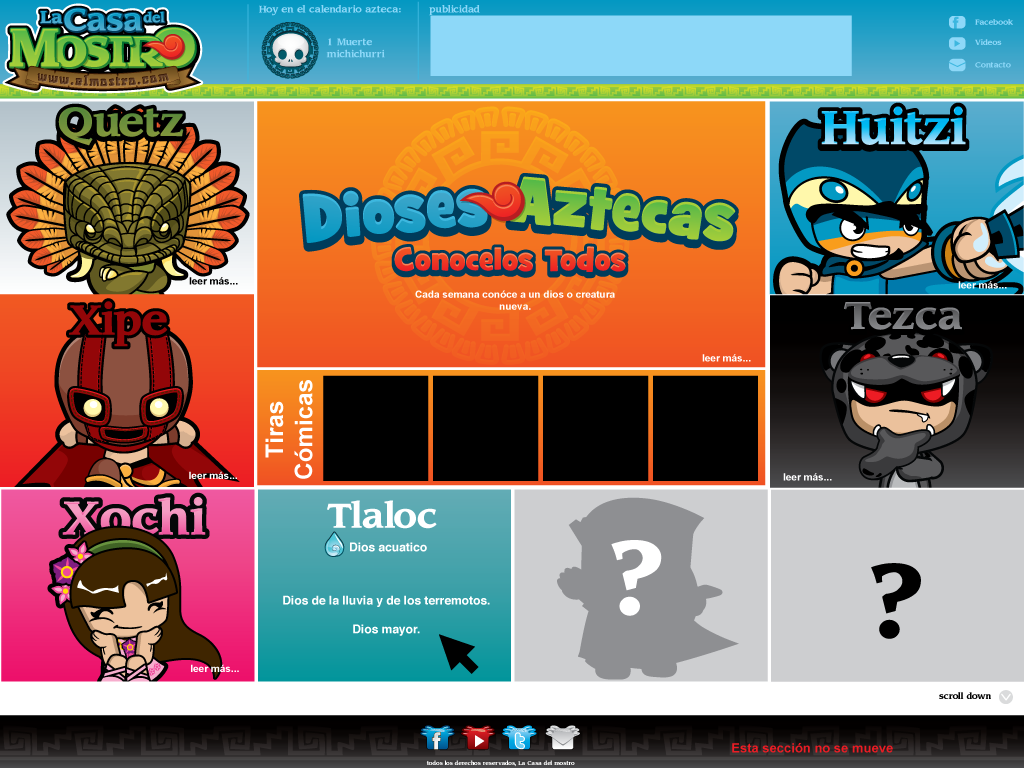 La Casa del
Mostro
www.elmostro.com
Hoy en el calendario azteca:
1 Muerte
michichurri
publicidad
Facebook
Videos
Contacto
Quetz
leer más...
Dioses Aztecas
Conocelos Todos
Cada semana conóce a un dios o creatura
nueva.
leer más...
Huitzi
leer más...
Xipe
leer más...
Tiras
Cómicas
Tezca
leer más...
Xochi
leer más...
Tlaloc
Dios acuatico
Dios de la lluvia y de los terremotos.
Dios mayor.
?
?
scroll down
Esta sección no se mueve
todos los derechos reservados, La Casa del mostro